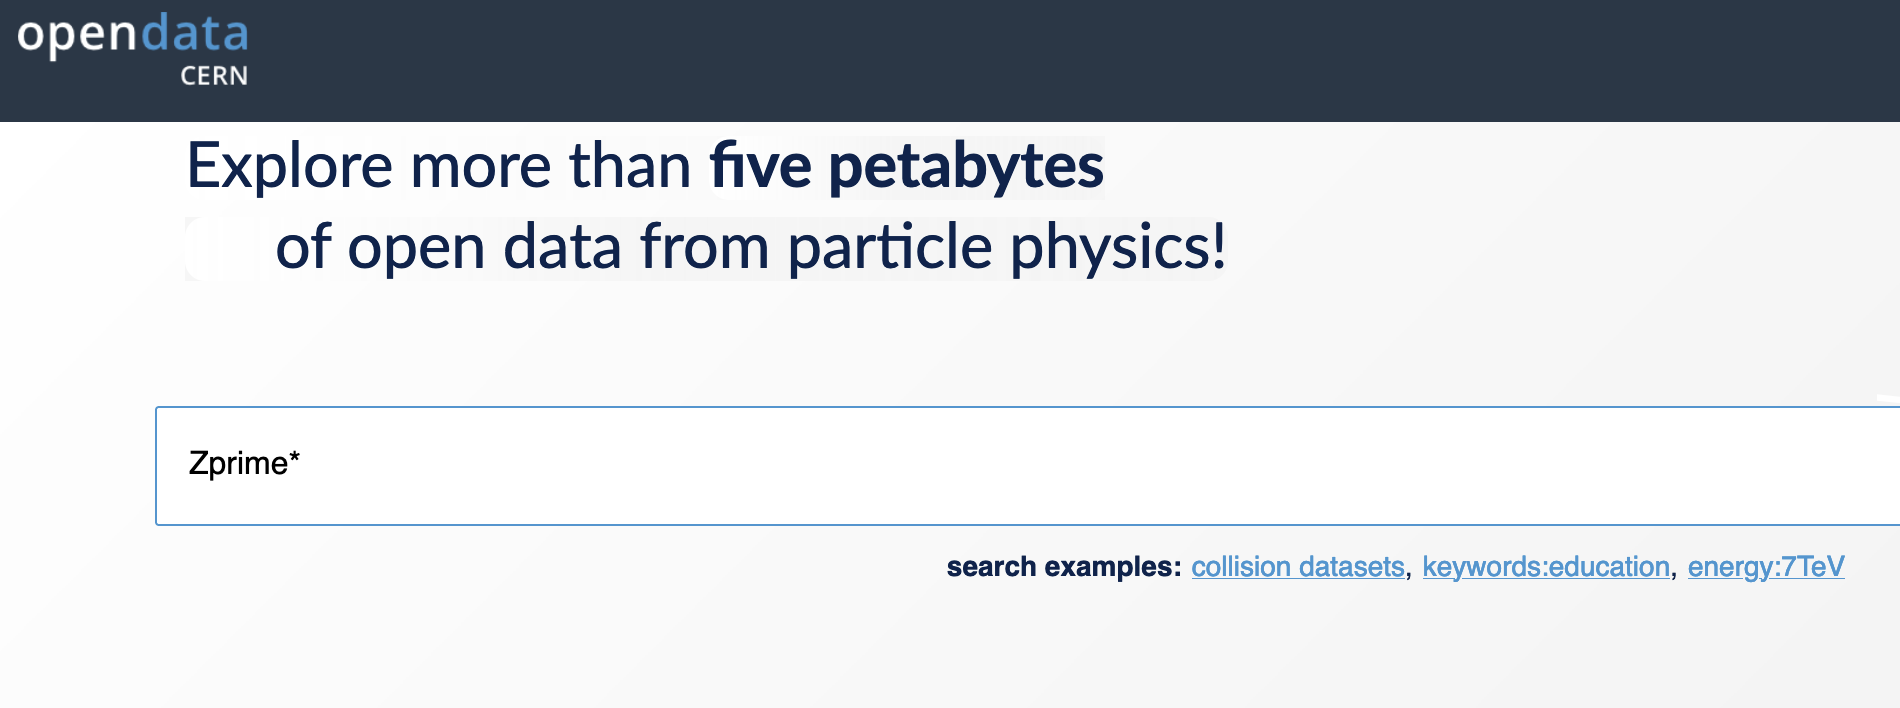 opendata
CERN
Explore more than five petabytes
of open data from particle physics!
Zprime*
search examples: collision datasets, keywords:education, energy:7TeV